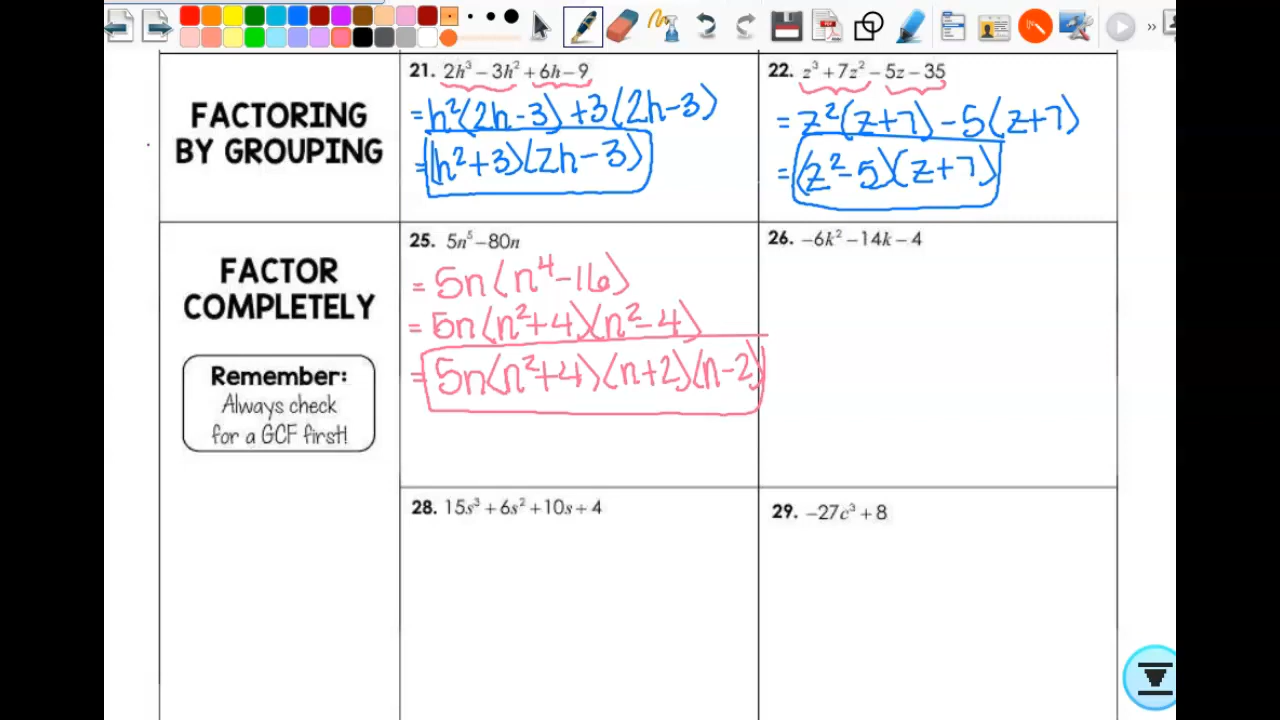 FACTORING
BY GROUPING
21. 2h³ − 3h² + 6h − 9
= h²(2h − 3) + 3(2h − 3)
= (h² + 3)(2h − 3)
22. z³ + 7z² − 5z − 35
= z²(z + 7) − 5(z + 7)
= (z² − 5)(z + 7)
FACTOR
COMPLETELY
Remember:
Always check
for a GCF first!
25. 5n⁵ − 80n
= 5n(n⁴ − 16)
= 5n(n² + 4)(n² − 4)
= 5n(n² + 4)(n + 2)(n − 2)
26. −6k² − 14k − 4
28. 15s³ + 6s² + 10s + 4
29. −27c³ + 8